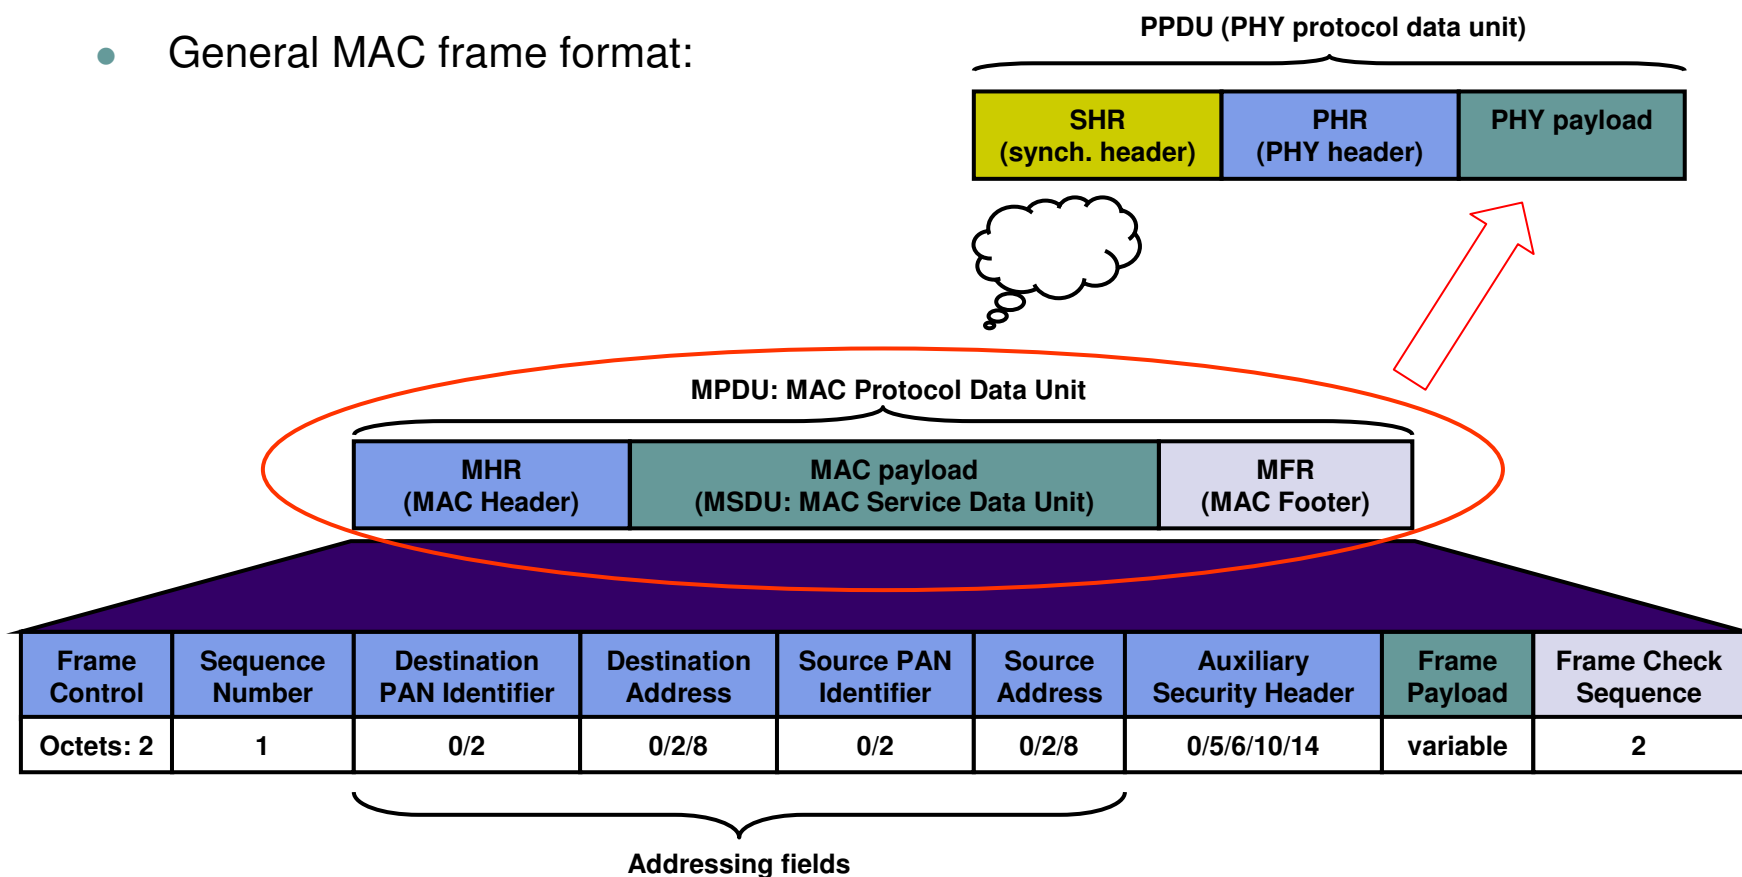 PPDU (PHY protocol data unit)
● General MAC frame format:
SHR (synch. header)
PHR (PHY header)
PHY payload
MPDU: MAC Protocol Data Unit
MHR (MAC Header)
MAC payload (MSDU: MAC Service Data Unit)
MFR (MAC Footer)
Frame Control
Sequence Number
Destination PAN Identifier
Destination Address
Source PAN Identifier
Source Address
Auxiliary Security Header
Frame Payload
Frame Check Sequence
Octets: 2
1
0/2
0/2/8
0/2
0/2/8
0/5/6/10/14
variable
2
Addressing fields